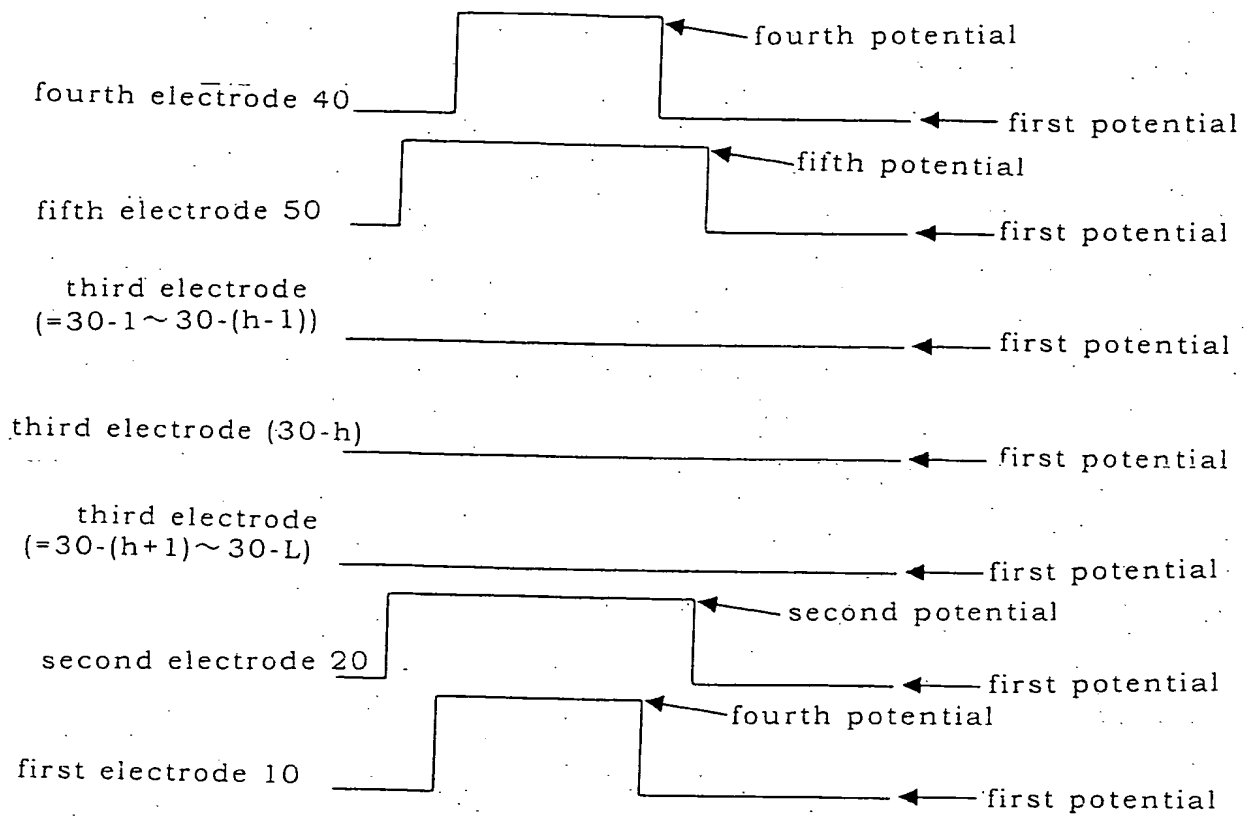 fourth potential
fourth electrode 40
first potential
fifth potential
fifth electrode 50
first potential
third electrode
(=30-1~30-(h-1))
first potential
third electrode (30-h)
first potential
third electrode
(=30-(h+1)~30-L)
first potential
second potential
second electrode 20
first potential
fourth potential
first electrode 10
first potential